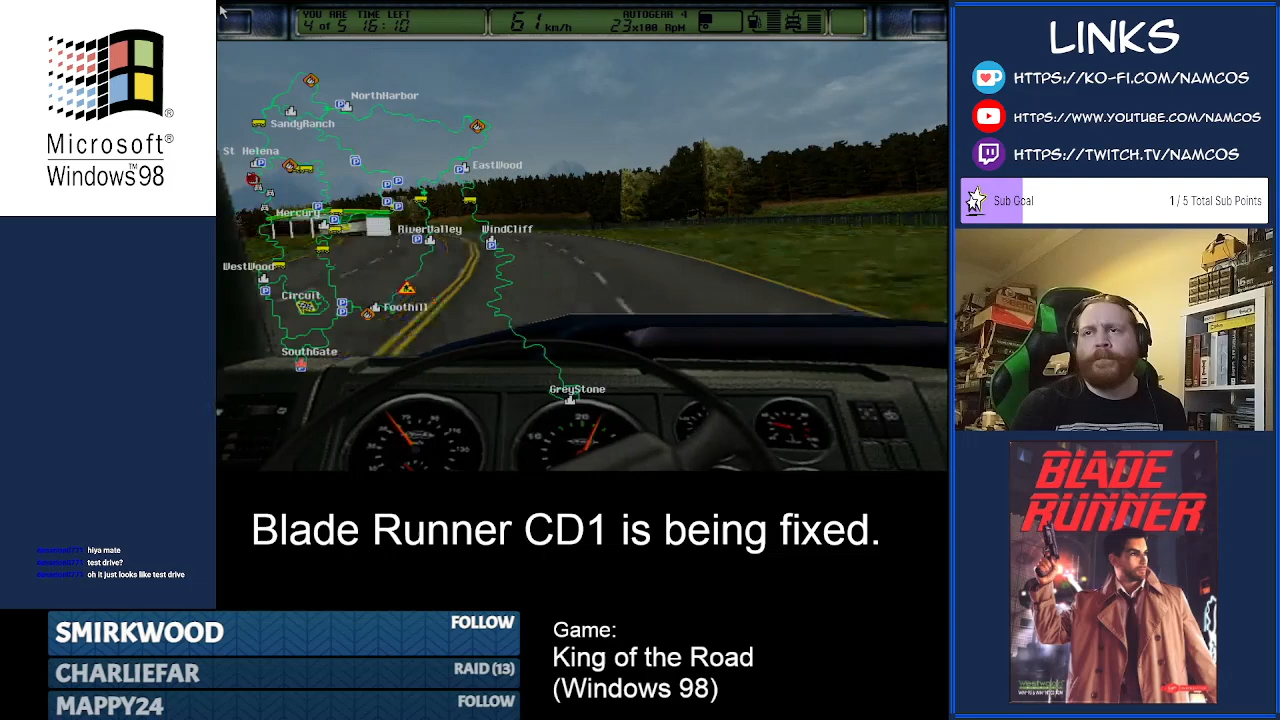 Microsoft®
Windows™98
YOU ARE TIME LEFT
4 of 5 16:10
61 km/h
AUTOGEAR 4
23x100 RpM
NorthHarbor
SandyRanch
St Helena
EastWood
Mercury
RiverValley
WindCliff
WestWood
Circuit
Foothill
SouthGate
GreyStone
Blade Runner CD1 is being fixed.
hiya mate
test drive?
oh it just looks like test drive
SMIRKWOOD FOLLOW
CHARLIEFAR RAID (13)
MAPPY24 FOLLOW
Game:
King of the Road
(Windows 98)
LINKS
HTTPS://KO-FI.COM/NAMCOS
HTTPS://WWW.YOUTUBE.COM/NAMCOS
HTTPS://TWITCH.TV/NAMCOS
Sub Goal 1 / 5 Total Sub Points
BLADE
RUNNER
Westwood